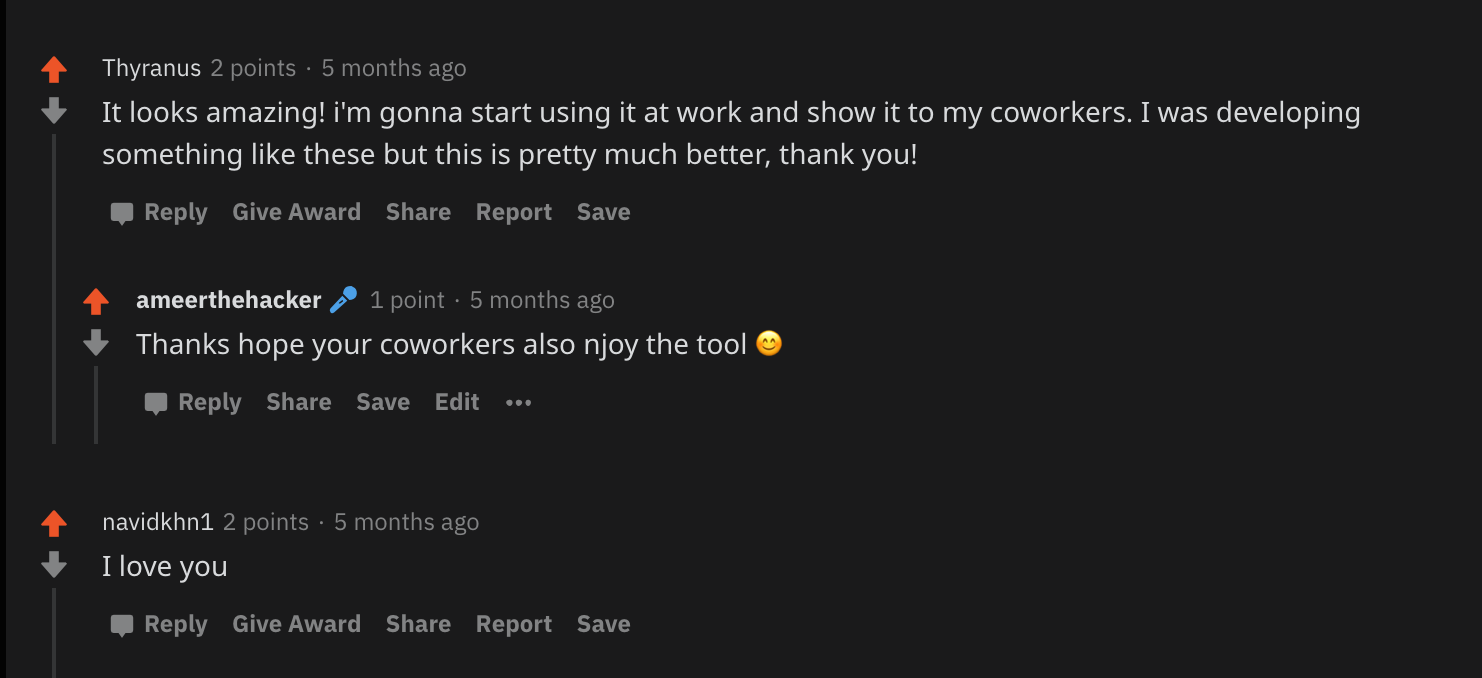 Thyranus 2 points · 5 months ago
It looks amazing! i'm gonna start using it at work and show it to my coworkers. I was developing
something like these but this is pretty much better, thank you!
Reply Give Award Share Report Save
ameerthehacker 🎤 1 point · 5 months ago
Thanks hope your coworkers also njoy the tool 😊
Reply Share Save Edit •••
navidkhn1 2 points · 5 months ago
I love you
Reply Give Award Share Report Save